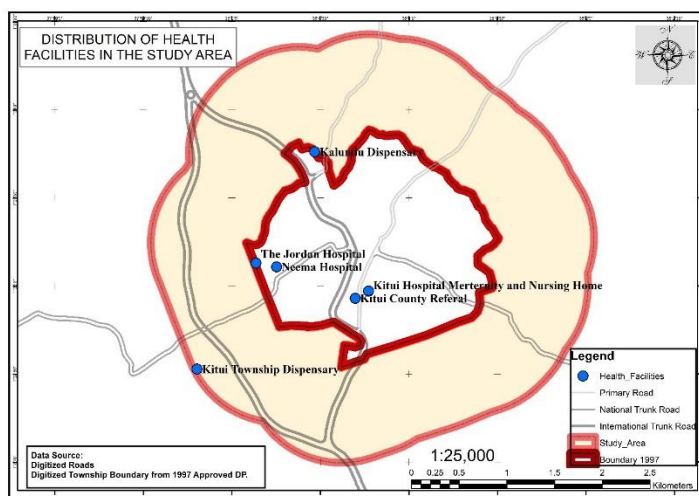 DISTRIBUTION OF HEALTH
FACILITIES IN THE STUDY AREA
N
W
E
S
Kalundu Dispensary
The Jordan Hospital
Neema Hospital
Kitui Hospital Merternity and Nursing Home
Kitui County Referal
Kitui Township Dispensary
Legend
Health_Facilities
Primary Road
National Trunk Road
International Trunk Road
Study_Area
Boundary 1997
Data Source:
Digitized Roads
Digitized Township Boundary from 1997 Approved DP.
1:25,000
0 0.25 0.5 1 1.5 2 2.5
Kilometers